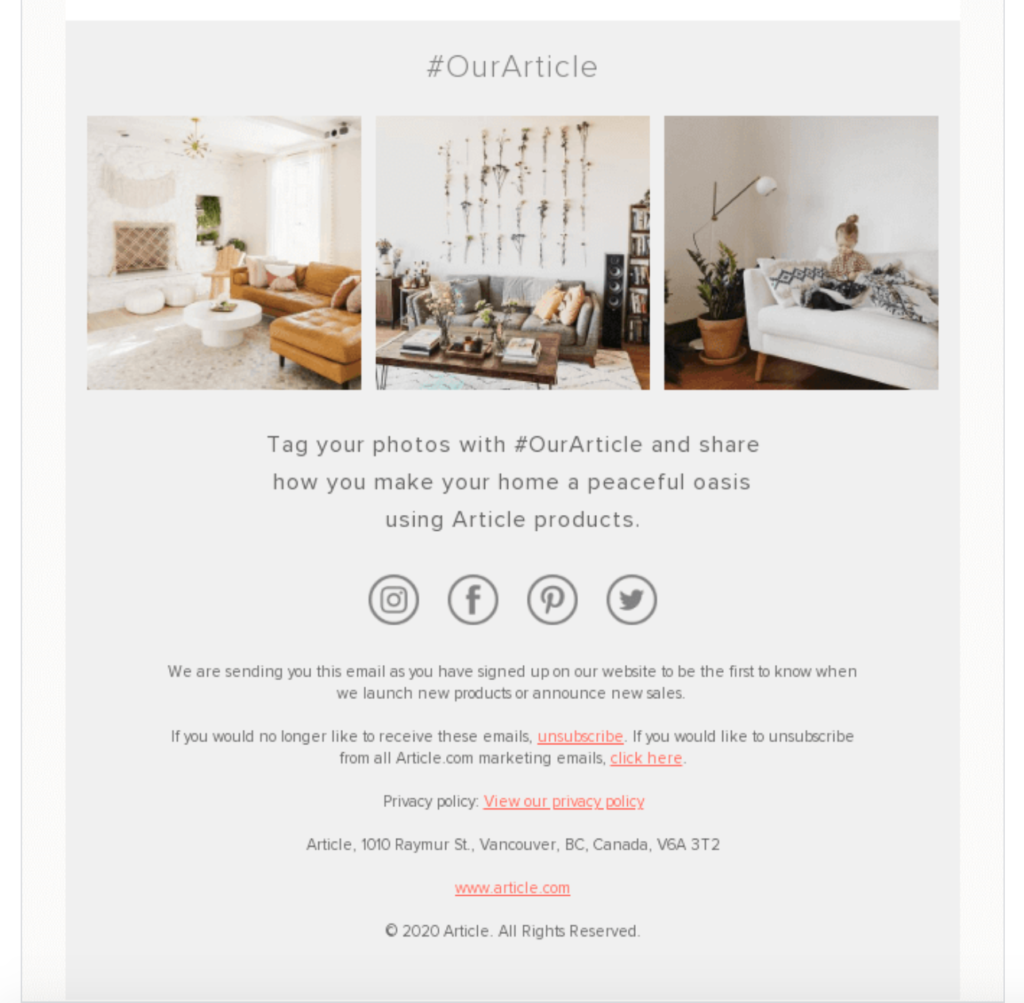 #OurArticle
Tag your photos with #OurArticle and share
how you make your home a peaceful oasis
using Article products.
We are sending you this email as you have signed up on our website to be the first to know when
we launch new products or announce new sales.
If you would no longer like to receive these emails, unsubscribe. If you would like to unsubscribe
from all Article.com marketing emails, click here.
Privacy policy: View our privacy policy
Article, 1010 Raymur St., Vancouver, BC, Canada, V6A 3T2
www.article.com
© 2020 Article. All Rights Reserved.